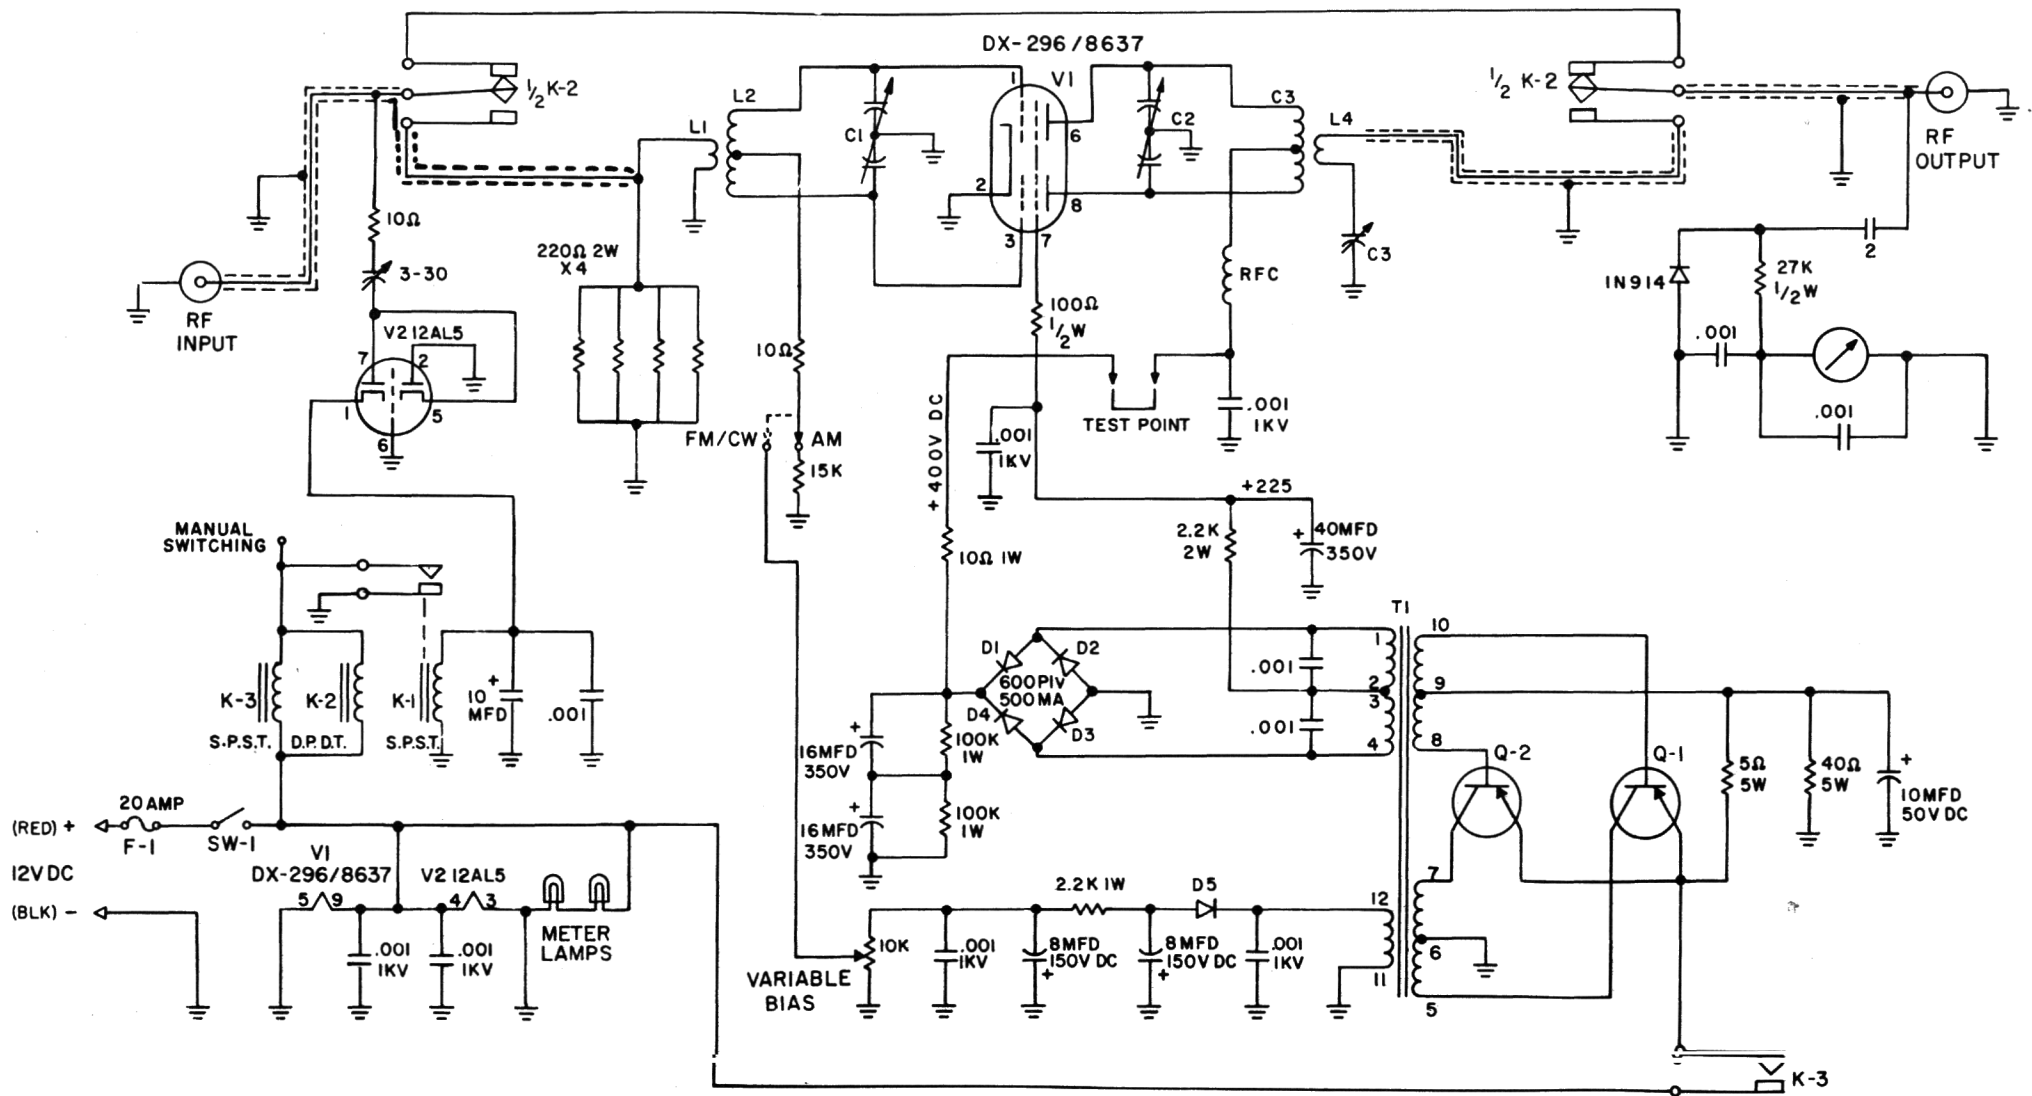 DX-296/8637
V1
1/2 K-2
1/2 K-2
L2
L1
C1
C2
C3
L4
6
2
8
3
7
RF
OUTPUT
10Ω
220Ω 2W
X4
3-30
RF
INPUT
V2 12AL5
7
2
1
5
6
100Ω
1/2W
RFC
C3
2
1N914
27K
1/2W
.001
.001
10Ω
FM/CW
AM
15K
+400V DC
TEST POINT
.001
1KV
.001
1KV
+225
2.2K
2W
+
40MFD
350V
10Ω 1W
MANUAL
SWITCHING
K-3
K-2
K-1
S.P.S.T.
D.P.D.T.
S.P.S.T.
10
MFD
+
.001
D1
D2
600PIV
500MA
D4
D3
.001
.001
T1
1
2
3
4
10
9
8
+
16MFD
350V
100K
1W
+
16MFD
350V
100K
1W
Q-2
Q-1
5Ω
5W
40Ω
5W
+
10MFD
50V DC
20 AMP
(RED) +
F-1
SW-1
12V DC
(BLK) -
V1
DX-296/8637
5 9
V2 12AL5
4 3
.001
1KV
.001
1KV
METER
LAMPS
VARIABLE
BIAS
10K
.001
1KV
8MFD
150V DC
+
2.2K 1W
8MFD
150V DC
+
D5
.001
1KV
12
11
7
6
5
K-3